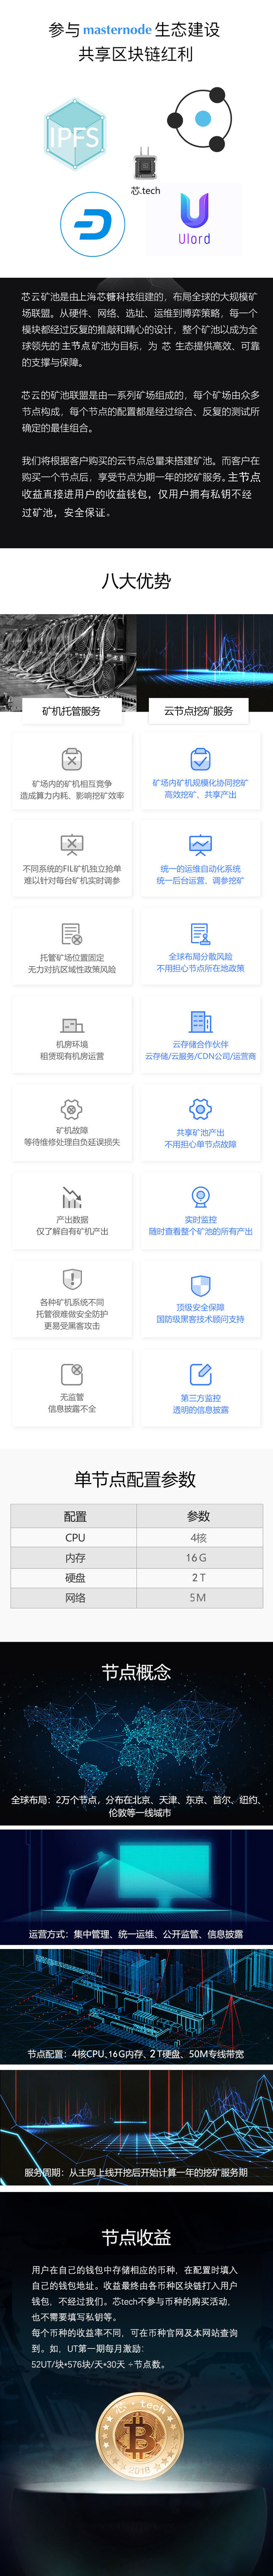 参与 masternode 生态建设
共享区块链红利
IPFS
芯.tech
Ulord
芯云矿池是由上海芯糖科技组建的，布局全球的大规模矿
场联盟。从硬件、网络、选址、运维到博弈策略，每一个
模块都经过反复的推敲和精心的设计，整个矿池以成为全
球领先的 主节点 矿池为目标，为 芯 生态提供高效、可靠
的支撑与保障。
芯云的矿池联盟是由一系列矿场组成的，每个矿场由众多
节点构成，每个节点的配置都是经过综合、反复的测试所
确定的最佳组合。
我们将根据客户购买的云节点总量来搭建矿池。而客户在
购买一个节点后，享受节点为期一年的挖矿服务。主节点
收益直接进用户的收益钱包，仅用户拥有私钥不经
过矿池，安全保证。
八大优势
矿机托管服务
云节点挖矿服务
矿场内的矿机相互竞争
造成算力内耗、影响挖矿效率
矿场内矿机规模化协同挖矿
高效挖矿、共享产出
不同系统的FIL矿机独立抢单
难以针对每台矿机实时调参
统一的运维自动化系统
统一后台运营、调参挖矿
托管矿场位置固定
无力对抗区域性政策风险
全球布局分散风险
不用担心节点所在地政策
机房环境
租赁现有机房运营
云存储合作伙伴
云存储/云服务/CDN公司/运营商
矿机故障
等待维修处理自负延误损失
共享矿池产出
不用担心单节点故障
产出数据
仅了解自有矿机产出
实时监控
随时查看整个矿池的所有产出
各种矿机系统不同
托管很难做安全防护
更易受黑客攻击
顶级安全保障
国防级黑客技术顾问支持
无监管
信息披露不全
第三方监控
透明的信息披露
单节点配置参数
配置 参数
CPU 4核
内存 16 G
硬盘 2 T
网络 5 M
节点概念
全球布局：2万个节点，分布在北京、天津、东京、首尔、纽约、
伦敦等一线城市
运营方式：集中管理、统一运维、公开监管、信息披露
节点配置：4核CPU、16 G内存、2 T硬盘、50M专线带宽
服务周期：从主网上线开挖后开始计算一年的挖矿服务期
节点收益
用户在自己的钱包中存储相应的币种，在配置时填入
自己的钱包地址。收益最终由各币种区块链打入用户
钱包，不经过我们。芯tech不参与币种的购买活动，
也不需要填写私钥等。
每个币种的收益率不同，可在币种官网及本网站查询
到。如，UT第一期每月激励：
52UT/块*576块/天*30天 ÷节点数。
芯 - tech
2018